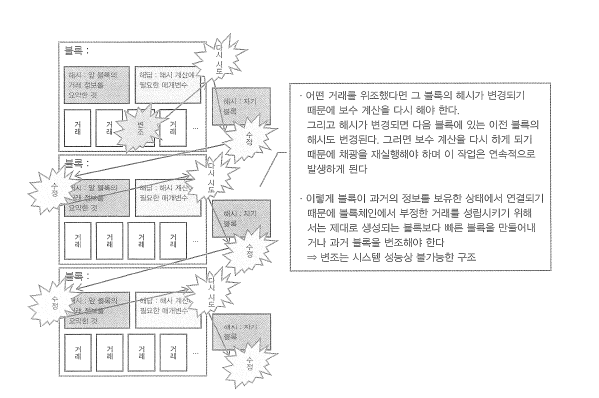 블록 :
다시 시도
해시 : 앞 블록의
거래 정보를
요약한 것
해답 : 해시 계산에
필요한 매개변수
해시 : 자기
블록
거래
거래
변조
거래
...
수정
블록 :
다시 시도
수정
해시 : 앞 블록의
거래 정보를
요약한 것
해답 : 해시 계산에
필요한 매개변수
해시 : 자기
블록
거래
거래
거래
거래
...
수정
블록 :
다시 시도
수정
해시 : 앞 블록의
거래 정보를
요약한 것
해답 : 해시 계산에
필요한 매개변수
해시 : 자기
블록
거래
거래
거래
거래
...
수정
· 어떤 거래를 위조했다면 그 블록의 해시가 변경되기
때문에 보수 계산을 다시 해야 한다.
그리고 해시가 변경되면 다음 블록에 있는 이전 블록의
해시도 변경된다. 그러면 보수 계산을 다시 하게 되기
때문에 채굴을 재실행해야 하며 이 작업은 연속적으로
발생하게 된다
· 이렇게 블록이 과거의 정보를 보유한 상태에서 연결되기
때문에 블록체인에서 부정한 거래를 성립시키기 위해
서는 제대로 생성되는 블록보다 빠른 블록을 만들어내
거나 과거 블록을 변조해야 한다
⇒ 변조는 시스템 성능상 불가능한 구조